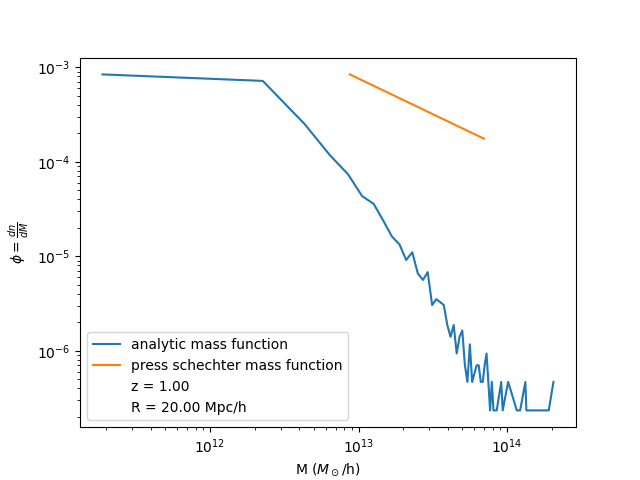 10⁻³
10⁻⁴
10⁻⁵
10⁻⁶
ϕ = dn/dM
analytic mass function
press schechter mass function
z = 1.00
R = 20.00 Mpc/h
10¹² 10¹³ 10¹⁴
M (M⊙/h)